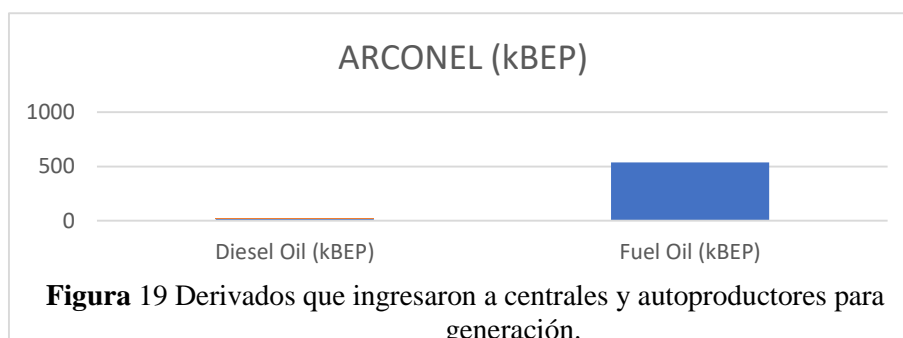 ARCONEL (kBEP)
1000
500
0
Diesel Oil (kBEP) Fuel Oil (kBEP)
Figura 19 Derivados que ingresaron a centrales y autoproductores para
generación.